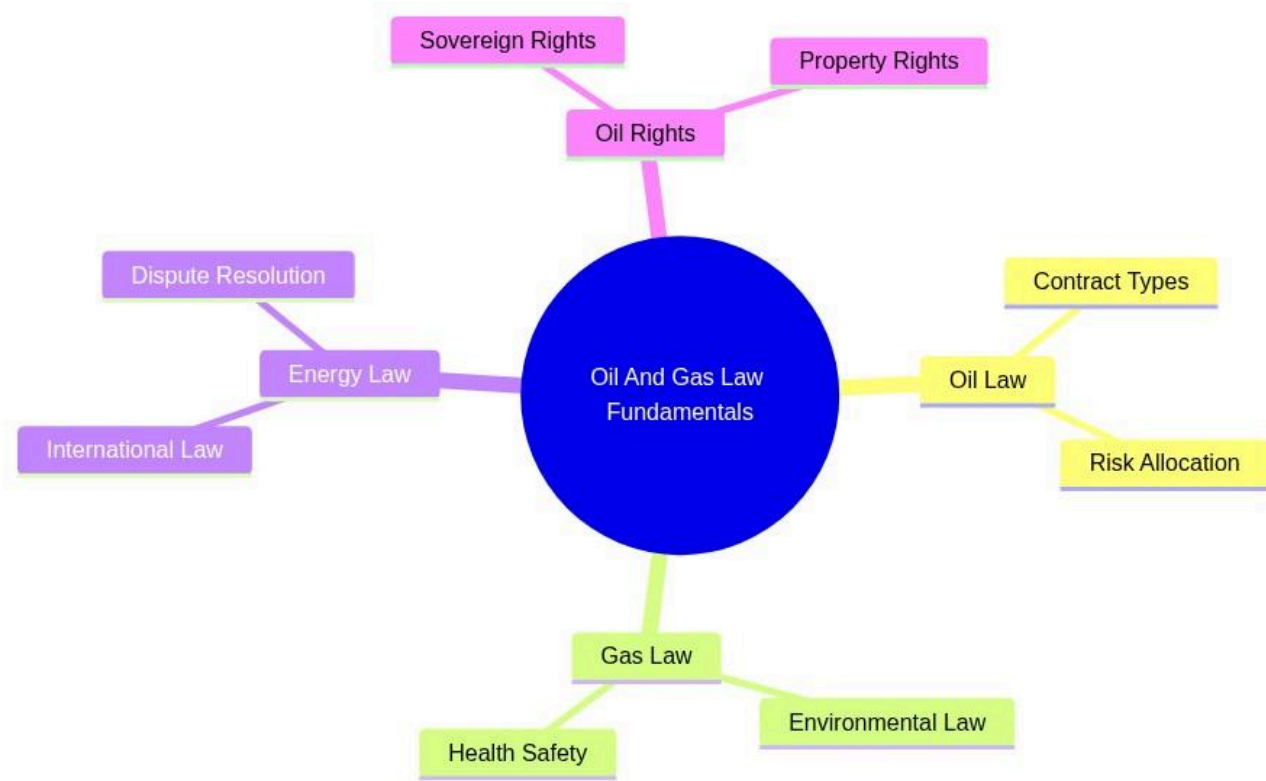 Sovereign Rights
Property Rights
Oil Rights
Dispute Resolution
Contract Types
Energy Law
Oil And Gas Law
Fundamentals
Oil Law
International Law
Risk Allocation
Gas Law
Environmental Law
Health Safety